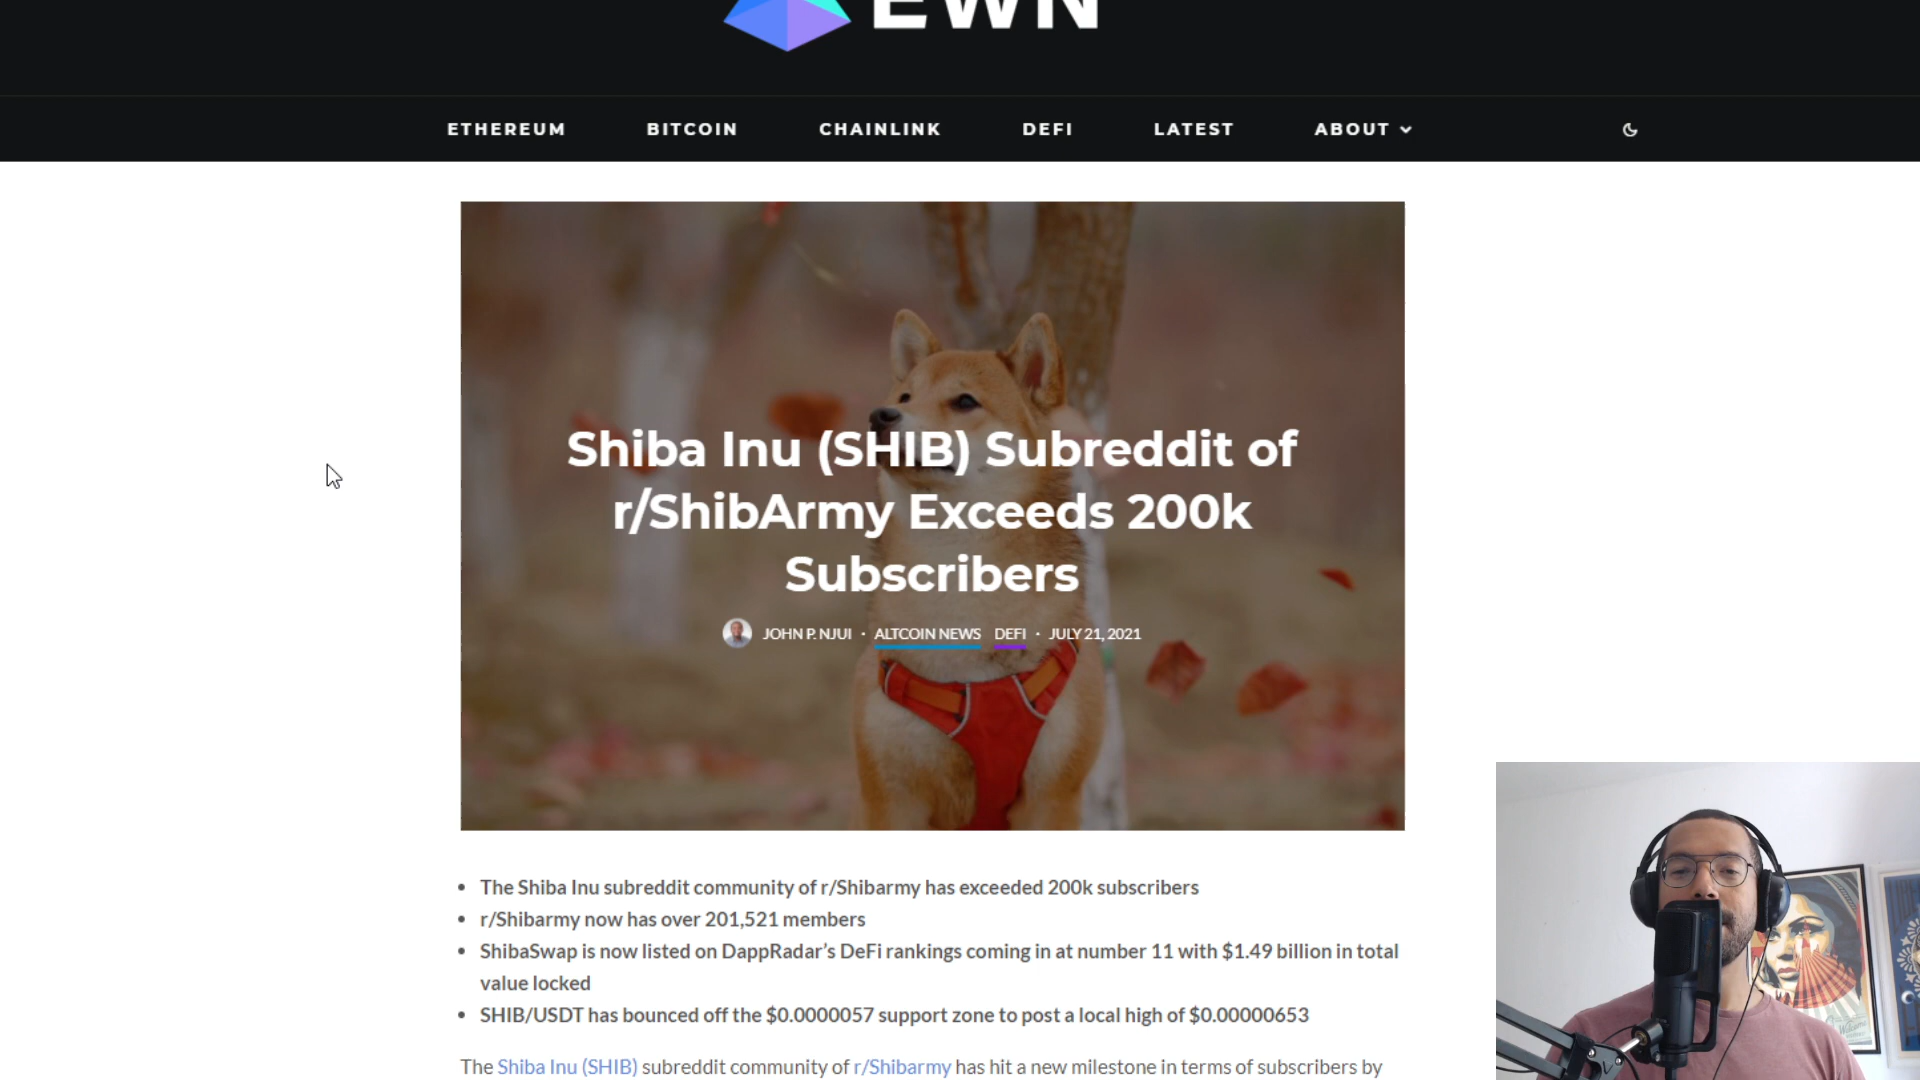 EWN
ETHEREUM BITCOIN CHAINLINK DEFI LATEST ABOUT
Shiba Inu (SHIB) Subreddit of
r/ShibArmy Exceeds 200k
Subscribers
JOHN P. NJUI · ALTCOIN NEWS DEFI · JULY 21, 2021
• The Shiba Inu subreddit community of r/Shibarmy has exceeded 200k subscribers
• r/Shibarmy now has over 201,521 members
• ShibaSwap is now listed on DappRadar’s DeFi rankings coming in at number 11 with $1.49 billion in total
value locked
• SHIB/USDT has bounced off the $0.0000057 support zone to post a local high of $0.00000653
The Shiba Inu (SHIB) subreddit community of r/Shibarmy has hit a new milestone in terms of subscribers by